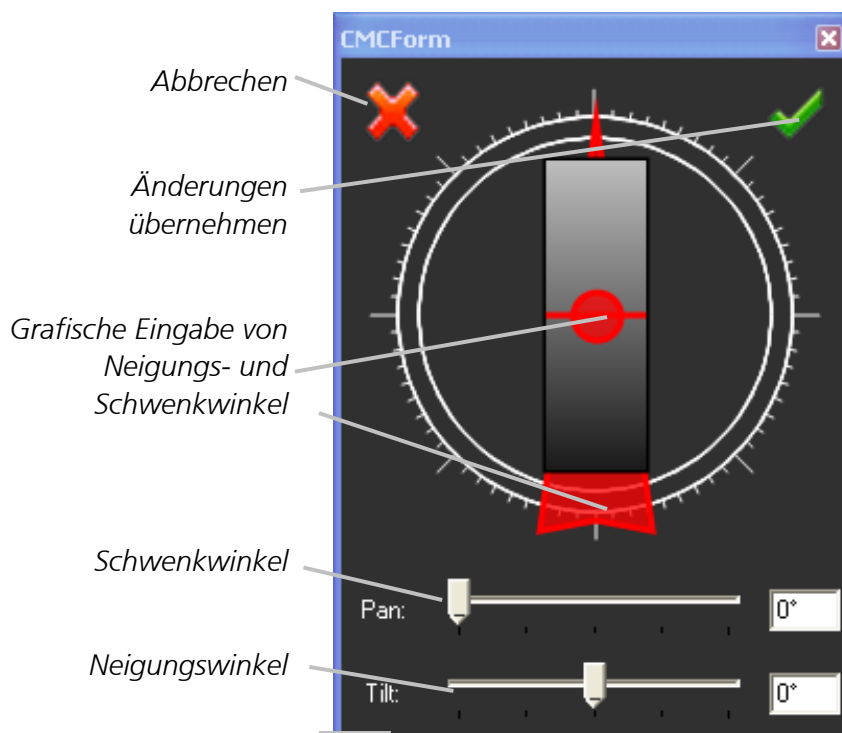 CMCForm
Abbrechen
Änderungen
übernehmen
Grafische Eingabe von
Neigungs- und
Schwenkwinkel
Schwenkwinkel
Pan:
0°
Neigungswinkel
Tilt:
0°